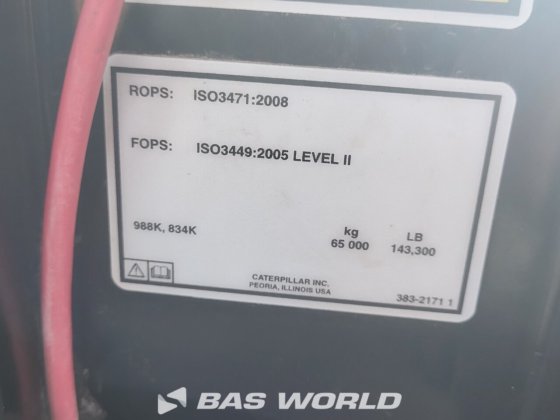 ROPS: ISO3471:2008
FOPS: ISO3449:2005 LEVEL II
988K, 834K
kg LB
65 000 143,300
CATERPILLAR INC.
PEORIA, ILLINOIS USA
383-2171 1
BAS WORLD